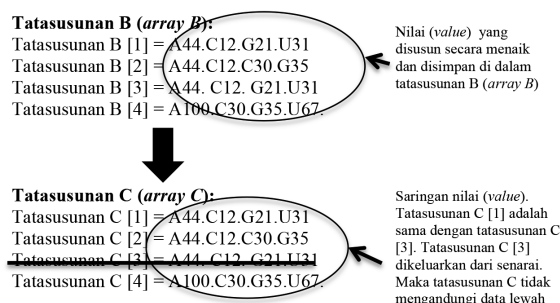 Tatasusunan B (array B):
Tatasusunan B [1] = A44.C12.G21.U31
Tatasusunan B [2] = A44.C12.C30.G35
Tatasusunan B [3] = A44. C12. G21.U31
Tatasusunan B [4] = A100.C30.G35.U67.
Nilai (value) yang
disusun secara menaik
dan disimpan di dalam
tatasusunan B (array B)
Tatasusunan C (array C):
Tatasusunan C [1] = A44.C12.G21.U31
Tatasusunan C [2] = A44.C12.C30.G35
Tatasusunan C [3] = A44. C12. G21.U31
Tatasusunan C [4] = A100.C30.G35.U67.
Saringan nilai (value).
Tatasusunan C [1] adalah
sama dengan tatasusunan C
[3]. Tatasusunan C [3]
dikeluarkan dari senarai.
Maka tatasusunan C tidak
mengandungi data lewah.